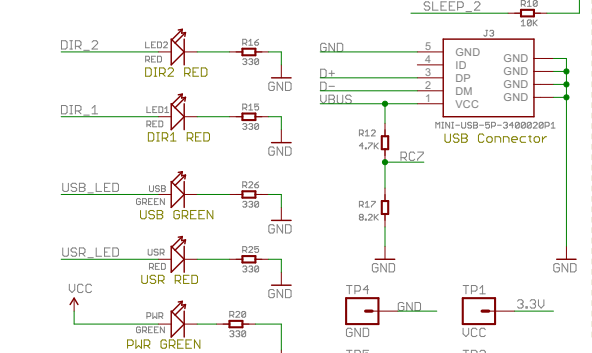 SLEEP_2
R10
10K
DIR_2
LED2
RED
DIR2 RED
R16
330
GND
DIR_1
LED1
RED
DIR1 RED
R15
330
GND
USB_LED
USB
GREEN
USB GREEN
R26
330
GND
USR_LED
USR
RED
USR RED
R25
330
GND
VCC
PWR
GREEN
PWR GREEN
R20
330
J3
GND 5 GND GND
4 ID GND
D+ 3 DP GND
D- 2 DM GND
VBUS 1 VCC
MINI-USB-5P-3400020P1
USB Connector
R12
4.7K
RC7
R17
8.2K
GND
GND
TP4
GND
GND
TP1
3.3V
VCC